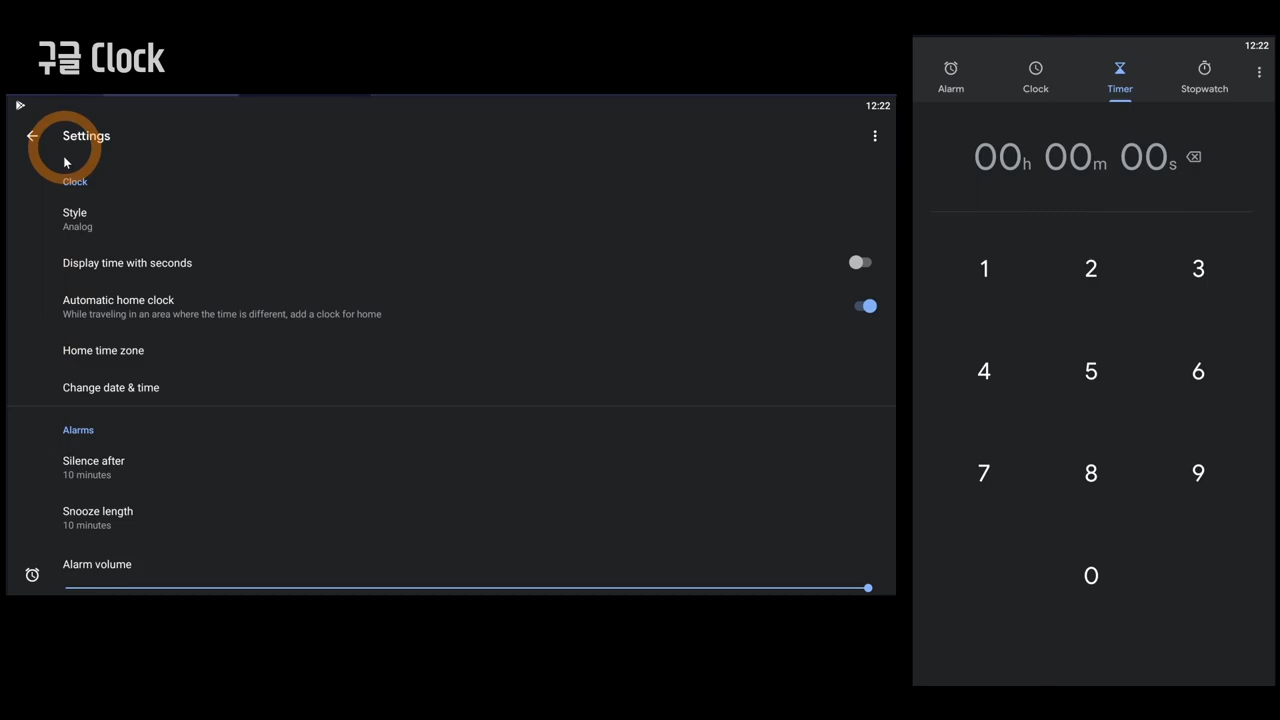 구글 Clock
12:22
Settings
Clock
Style
Analog
Display time with seconds
Automatic home clock
While traveling in an area where the time is different, add a clock for home
Home time zone
Change date & time
Alarms
Silence after
10 minutes
Snooze length
10 minutes
Alarm volume
12:22
Alarm Clock Timer Stopwatch
00h 00m 00s
1 2 3
4 5 6
7 8 9
0